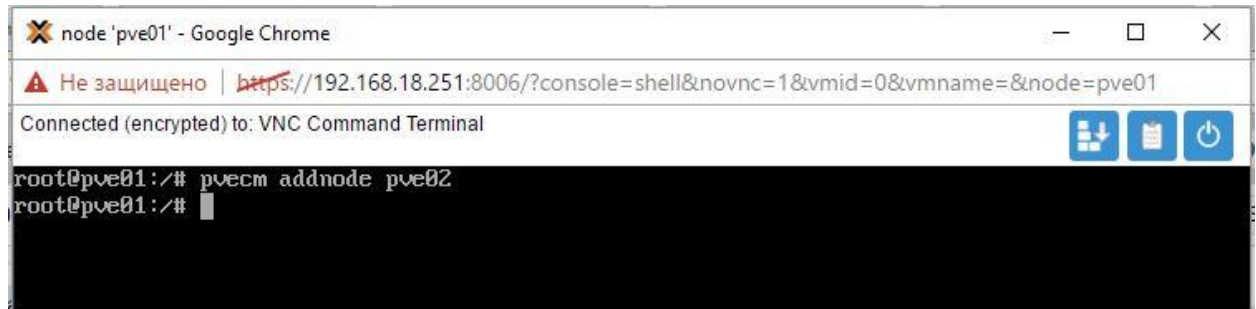 node 'pve01' - Google Chrome
Не защищено | https://192.168.18.251:8006/?console=shell&novnc=1&vmid=0&vmname=&node=pve01
Connected (encrypted) to: VNC Command Terminal
root@pve01:/# pvecm addnode pve02
root@pve01:/#